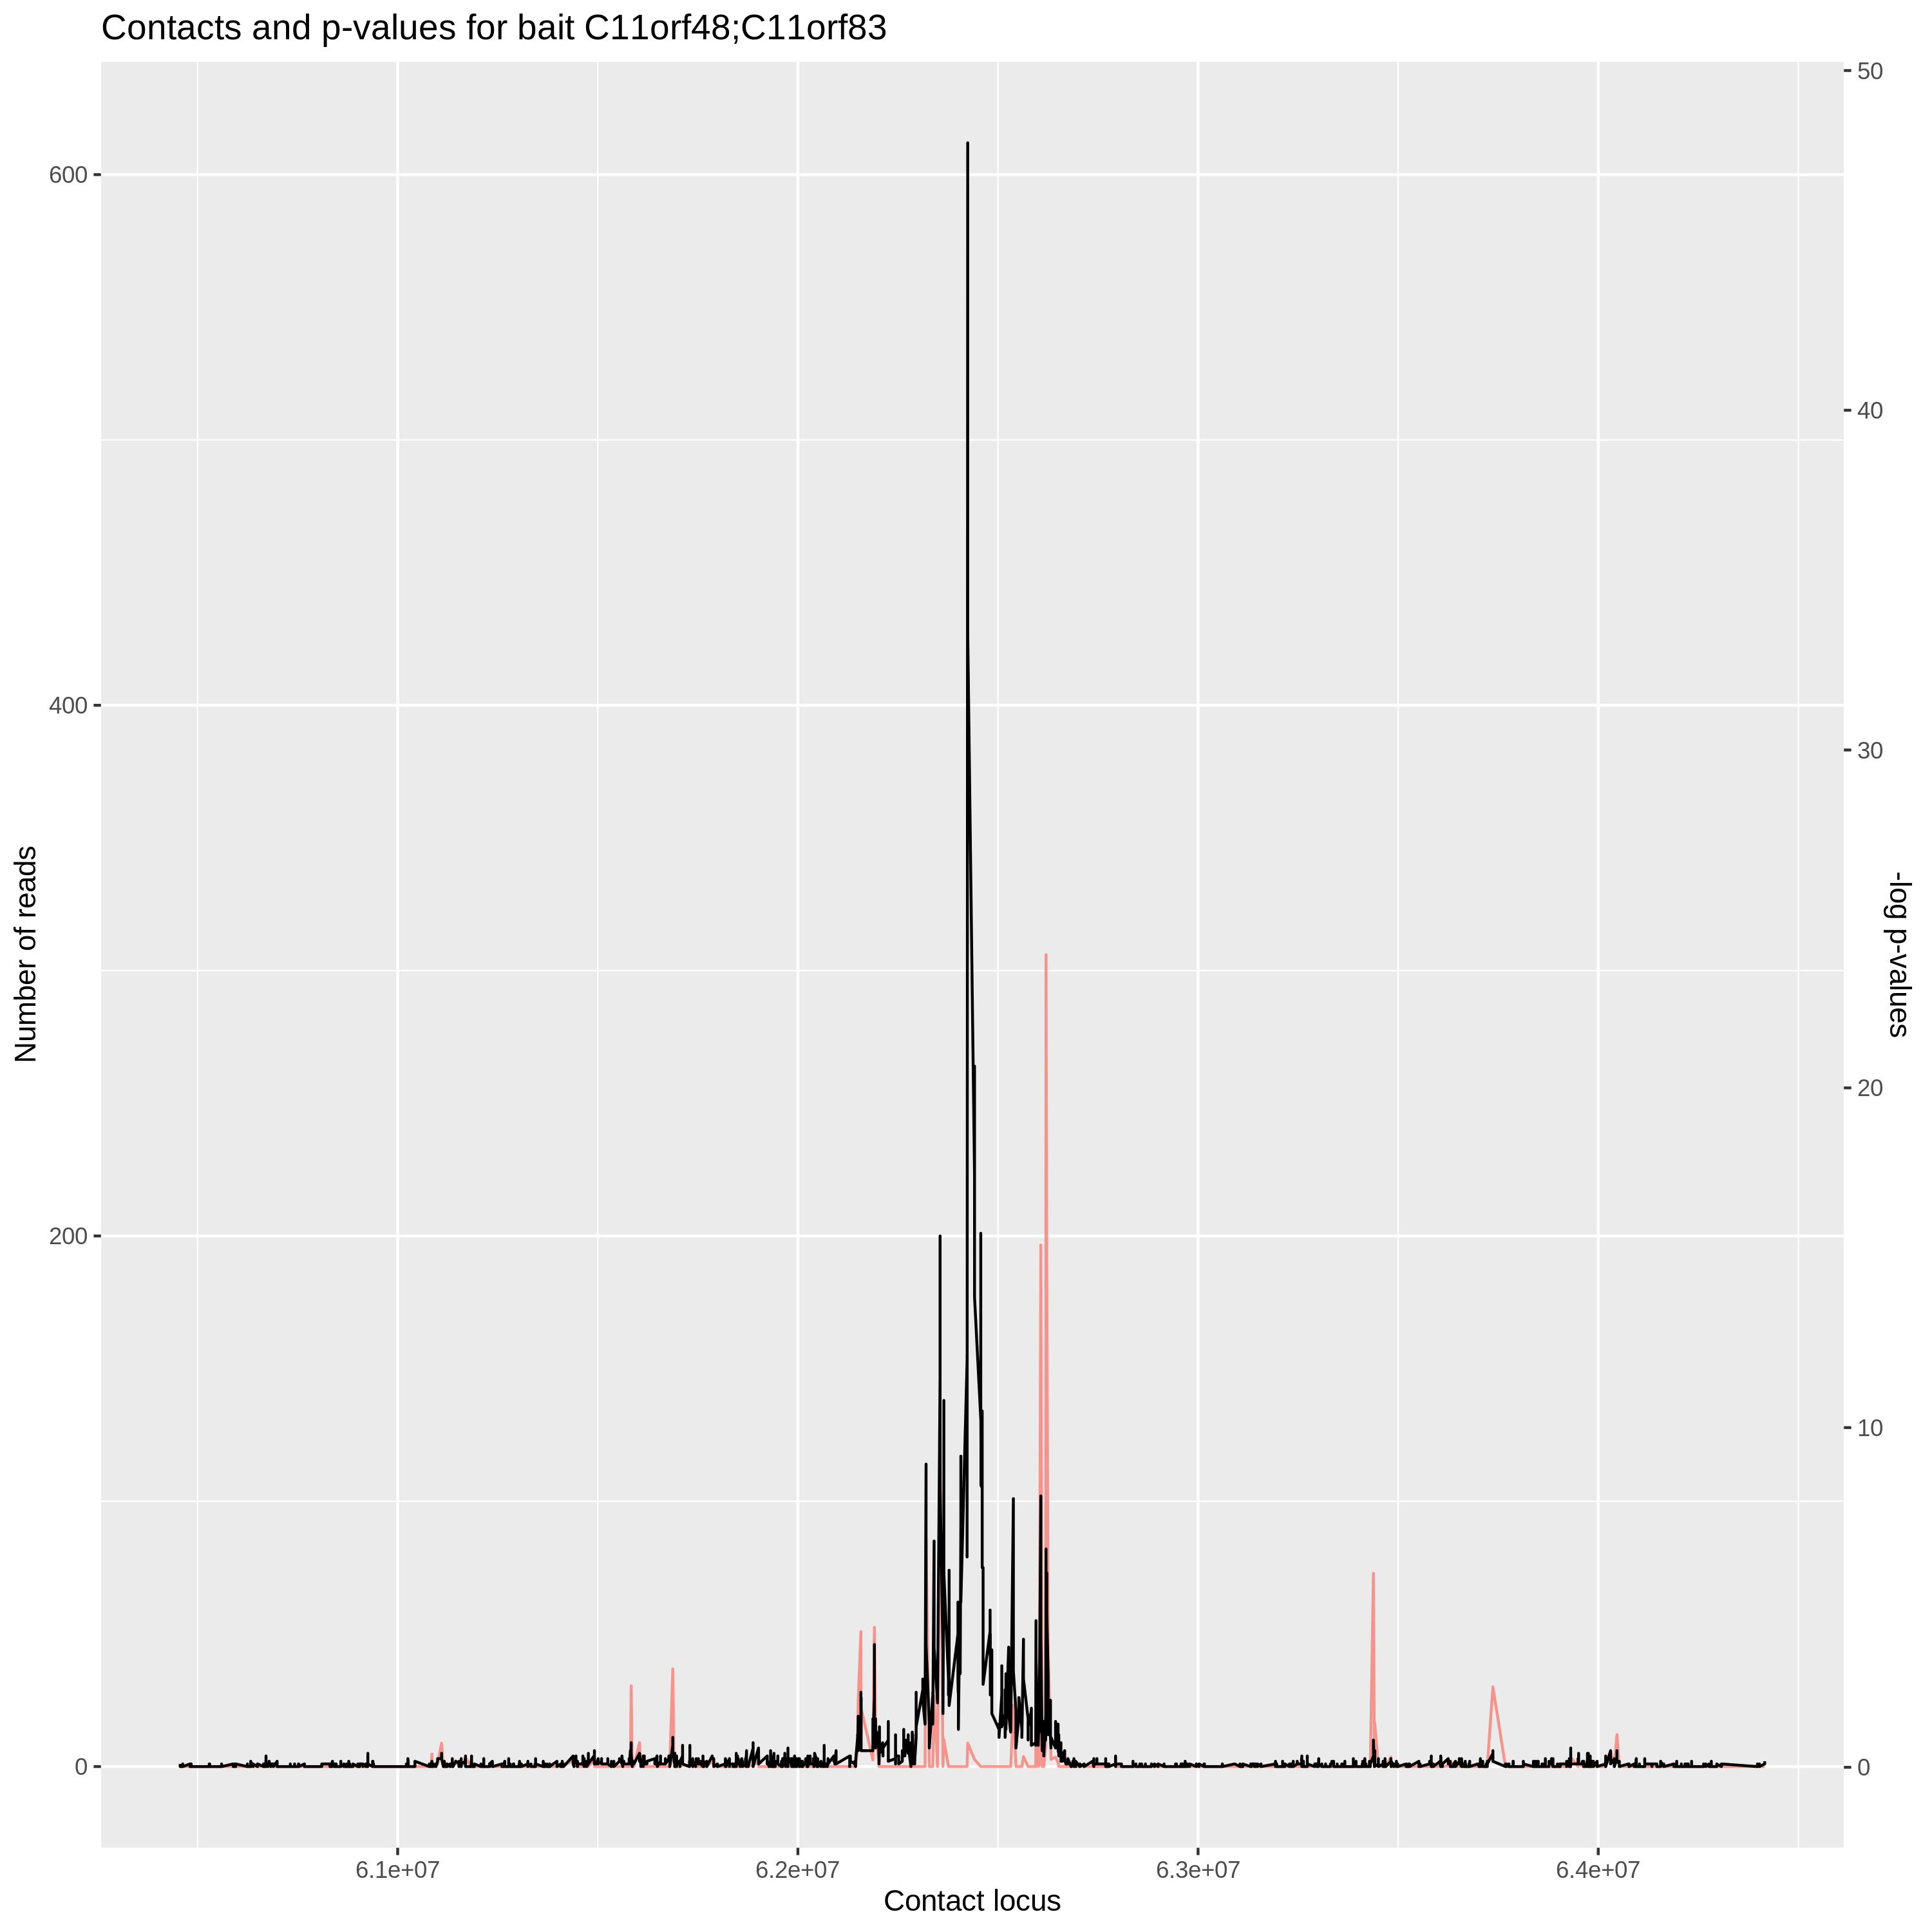 Contacts and p-values for bait C11orf48;C11orf83
Number of reads
600
400
200
0
50
40
30
20
10
0
-log p-values
6.1e+07
6.2e+07
6.3e+07
6.4e+07
Contact locus